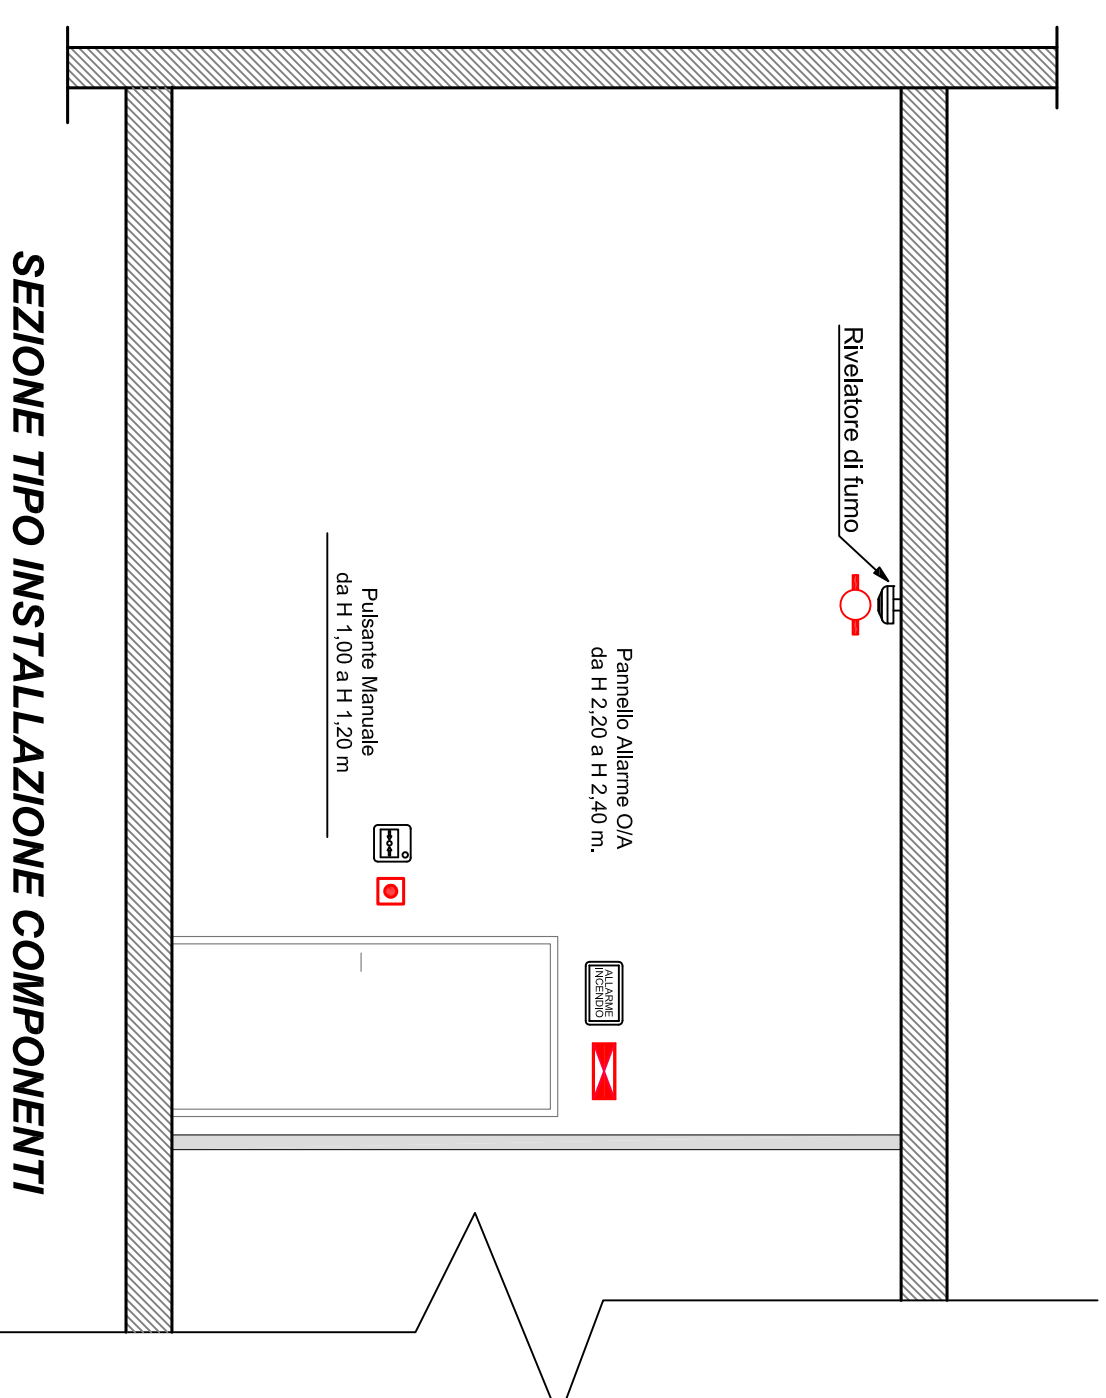 Rivelatore di fumo
Pannello Allarme O/A
da H 2,20 a H 2,40 m.
ALLARME
INCENDIO
Pulsante Manuale
da H 1,00 a H 1,20 m
SEZIONE TIPO INSTALLAZIONE COMPONENTI